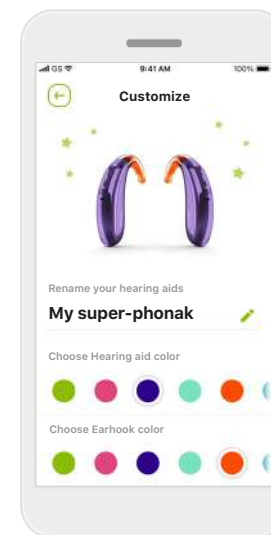 GS 9:41 AM 100%
Customize
Rename your hearing aids
My super-phonak
Choose Hearing aid color
Choose Earhook color